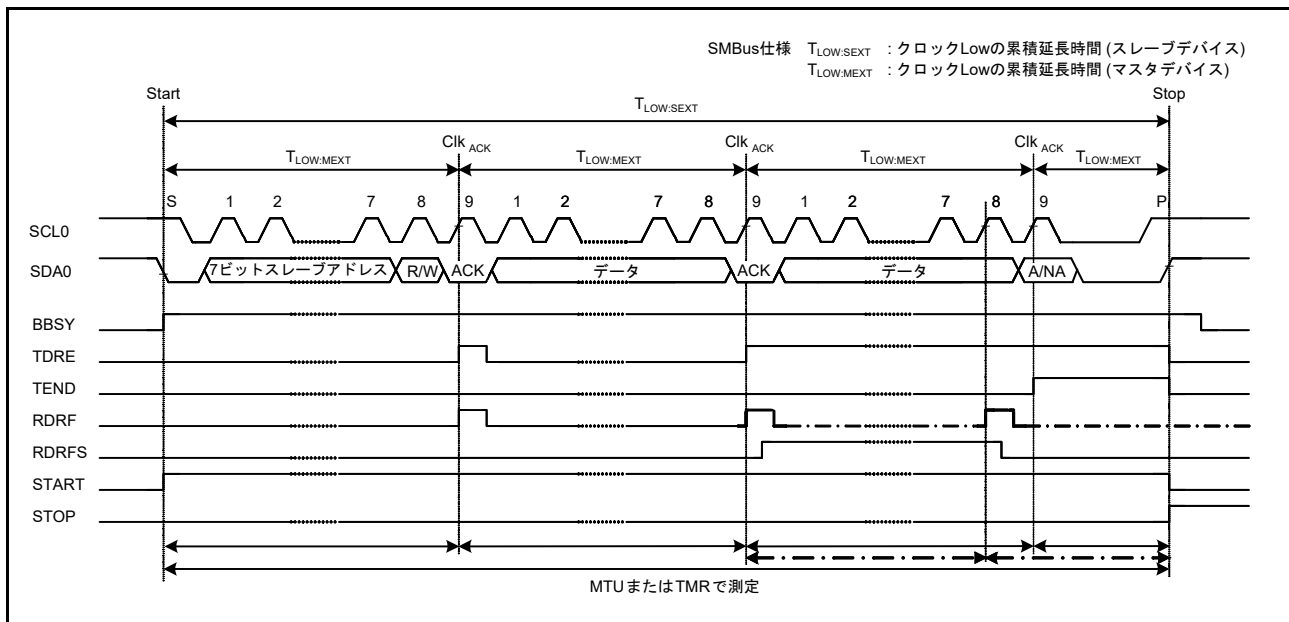 SMBus仕様 TLOW:SEXT : クロックLowの累積延長時間 (スレーブデバイス)
TLOW:MEXT : クロックLowの累積延長時間 (マスタデバイス)
Start Stop
TLOW:SEXT
ClkACK ClkACK ClkACK
TLOW:MEXT TLOW:MEXT TLOW:MEXT TLOW:MEXT
S 1 2 7 8 9 1 2 7 8 9 1 2 7 8 9 P
SCL0
SDA0 7ビットスレーブアドレス R/W ACK データ ACK データ A/NA
BBSY
TDRE
TEND
RDRF
RDRFS
START
STOP
MTUまたはTMRで測定